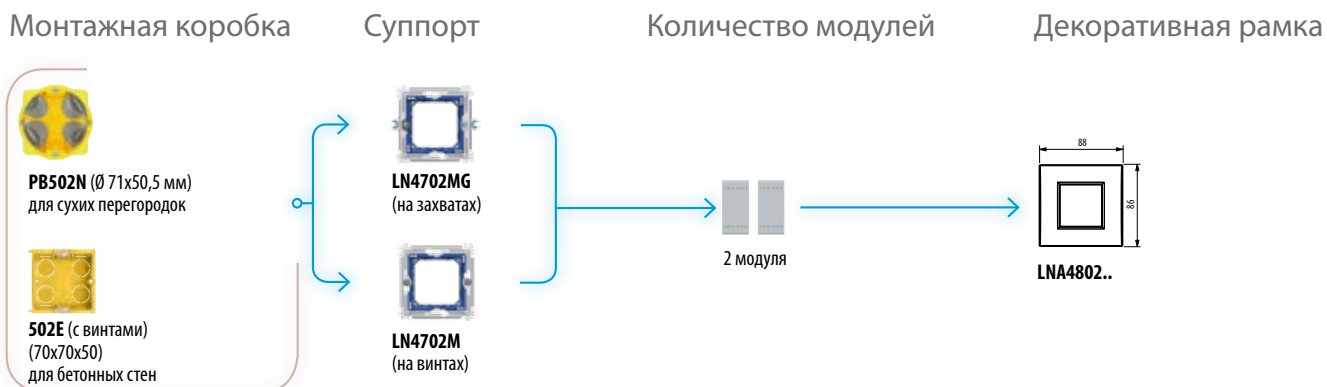 Монтажная коробка
Суппорт
Количество модулей
Декоративная рамка
PB502N (Ø 71x50,5 мм)
для сухих перегородок
502E (с винтами)
(70x70x50)
для бетонных стен
LN4702MG
(на захватах)
LN4702M
(на винтах)
2 модуля
88
86
LNA4802..